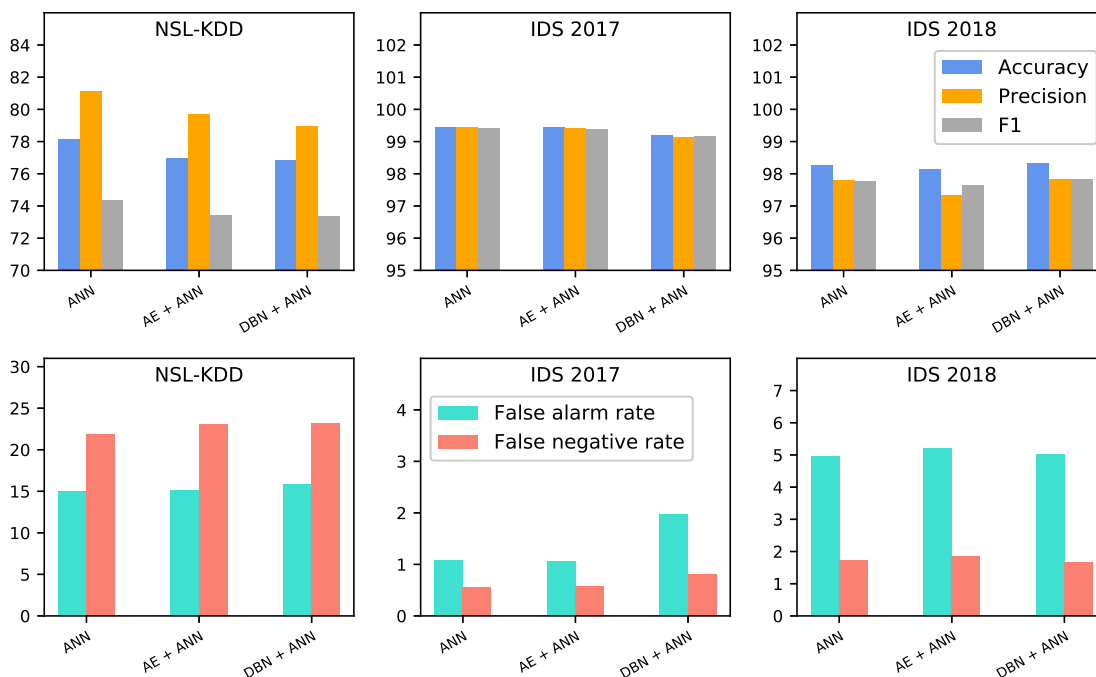 NSL-KDD
84
82
80
78
76
74
72
70
ANN
AE + ANN
DBN + ANN
IDS 2017
102
101
100
99
98
97
96
95
ANN
AE + ANN
DBN + ANN
IDS 2018
Accuracy
Precision
F1
102
101
100
99
98
97
96
95
ANN
AE + ANN
DBN + ANN
NSL-KDD
30
25
20
15
10
5
0
ANN
AE + ANN
DBN + ANN
IDS 2017
False alarm rate
False negative rate
4
3
2
1
0
ANN
AE + ANN
DBN + ANN
IDS 2018
7
6
5
4
3
2
1
0
ANN
AE + ANN
DBN + ANN